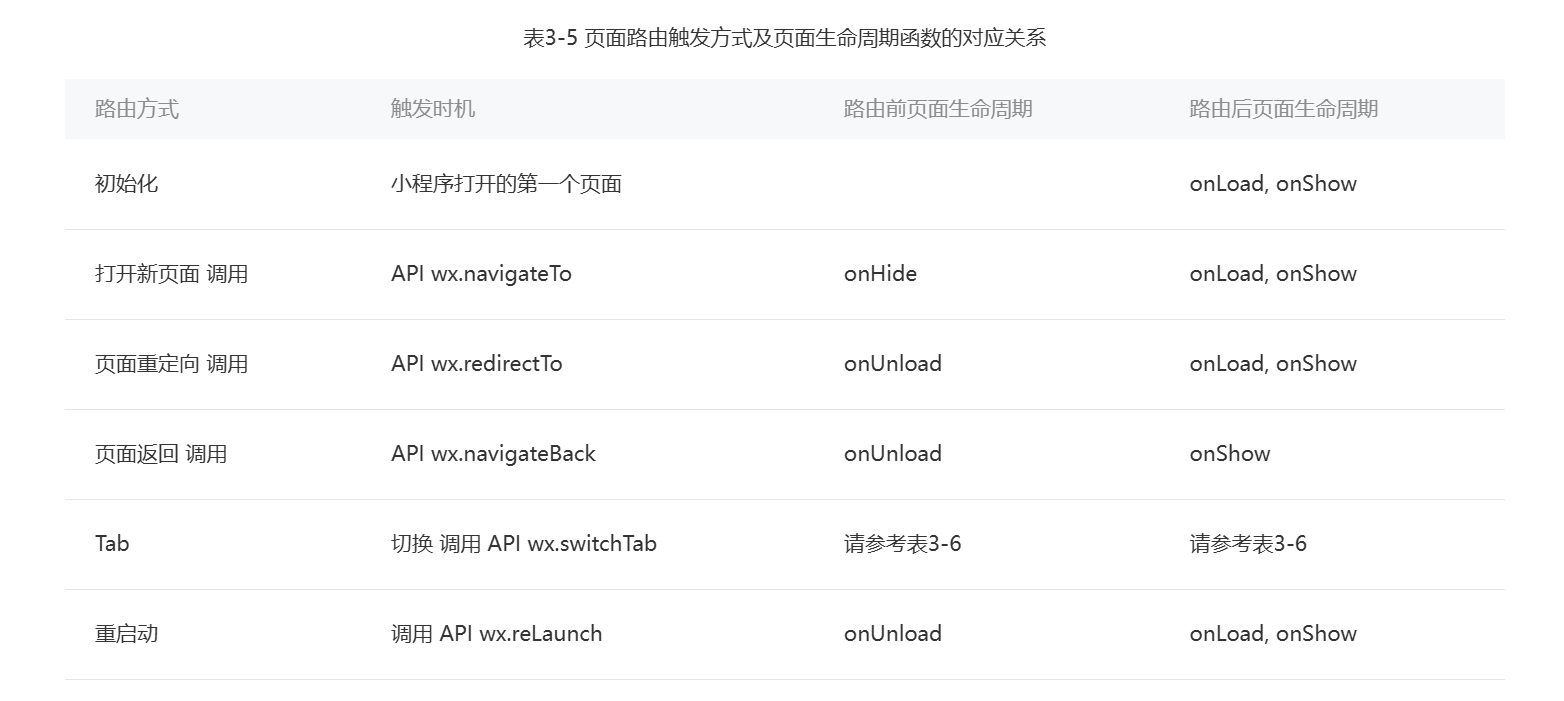 表3-5 页面路由触发方式及页面生命周期函数的对应关系
路由方式 触发时机 路由前页面生命周期 路由后页面生命周期
初始化 小程序打开的第一个页面 onLoad, onShow
打开新页面 调用 API wx.navigateTo onHide onLoad, onShow
页面重定向 调用 API wx.redirectTo onUnload onLoad, onShow
页面返回 调用 API wx.navigateBack onUnload onShow
Tab 切换 调用 API wx.switchTab 请参考表3-6 请参考表3-6
重启动 调用 API wx.reLaunch onUnload onLoad, onShow